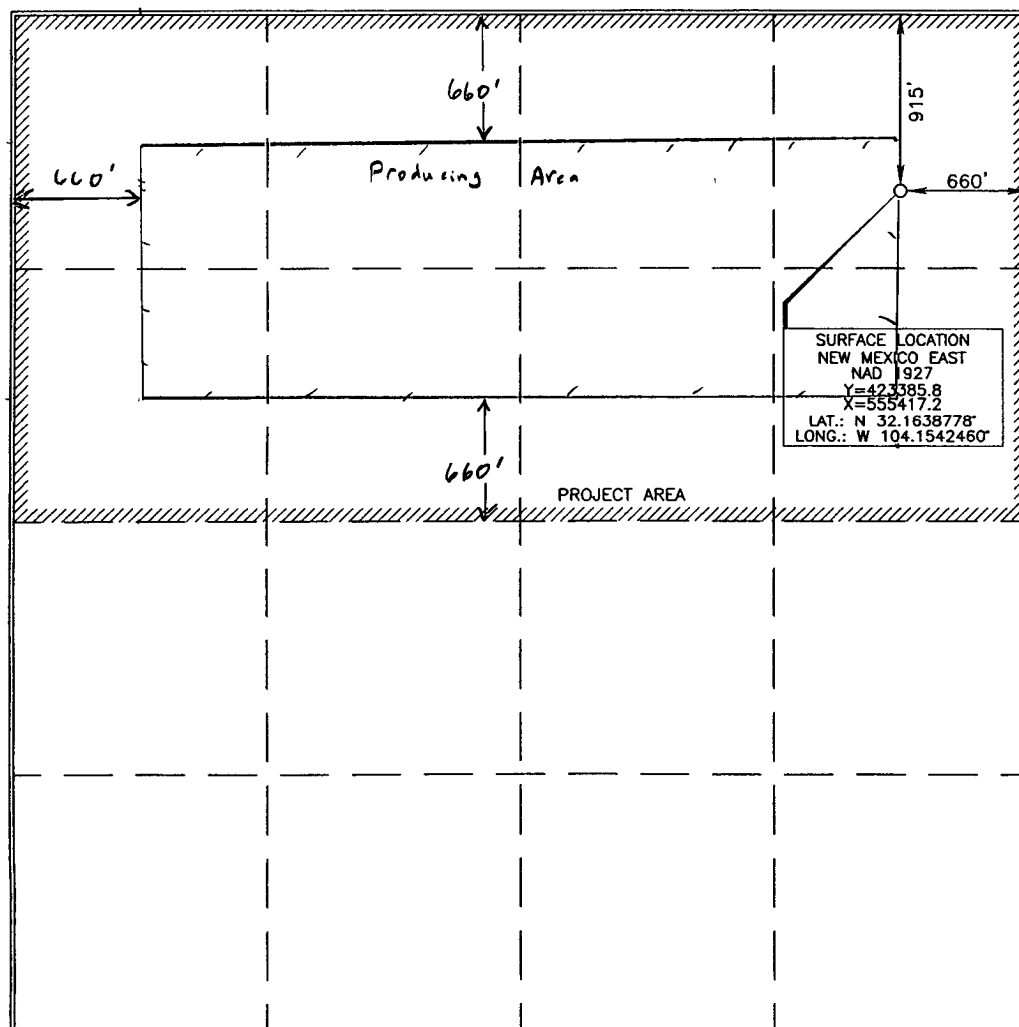 660'
915'
660'
Producing Area
660'
SURFACE LOCATION
NEW MEXICO EAST
NAD 1927
Y=423385.8
X=555417.2
LAT.: N 32.1638778°
LONG.: W 104.1542460°
660'
PROJECT AREA